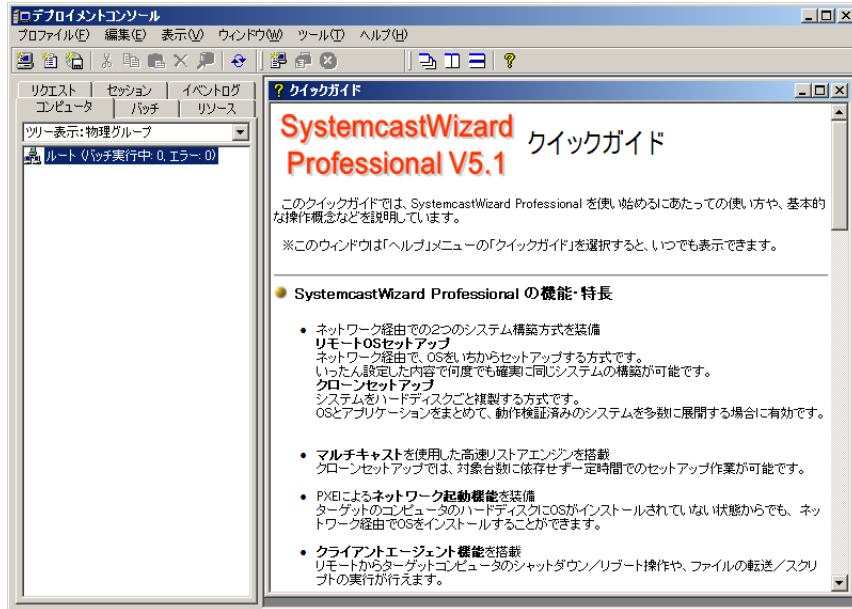 デプロイメントコンソール
プロファイル(F) 編集(E) 表示(V) ウィンドウ(W) ツール(T) ヘルプ(H)
リクエスト セッション イベントログ
コンピュータ バッチ リソース
ツリー表示:物理グループ
ルート (バッチ実行中: 0, エラー: 0)
クイックガイド
SystemcastWizard
Professional V5.1
クイックガイド
このクイックガイドでは、SystemcastWizard Professional を使い始めるにあたっての使い方や、基本的
な操作概念などを説明しています。
※このウィンドウは「ヘルプ」メニューの「クイックガイド」を選択すると、いつでも表示できます。
SystemcastWizard Professional の機能・特長
• ネットワーク経由での2つのシステム構築方式を装備
リモートOSセットアップ
ネットワーク経由で、OSをいちからセットアップする方式です。
いったん設定した内容で何度でも確実に同じシステムの構築が可能です。
クローンセットアップ
システムをハードディスクごと複製する方式です。
OSとアプリケーションをまとめて、動作検証済みのシステムを多数に展開する場合に有効です。
• マルチキャストを使用した高速リストアエンジンを搭載
クローンセットアップでは、対象台数に依存せず一定時間でのセットアップ作業が可能です。
• PXEによるネットワーク起動機能を装備
ターゲットのコンピュータのハードディスクにOSがインストールされていない状態からでも、ネッ
トワーク経由でOSをインストールすることができます。
• クライアントエージェント機能を搭載
リモートからターゲットコンピュータのシャットダウン/リブート操作や、ファイルの転送/スクリ
プトの実行が行えます。